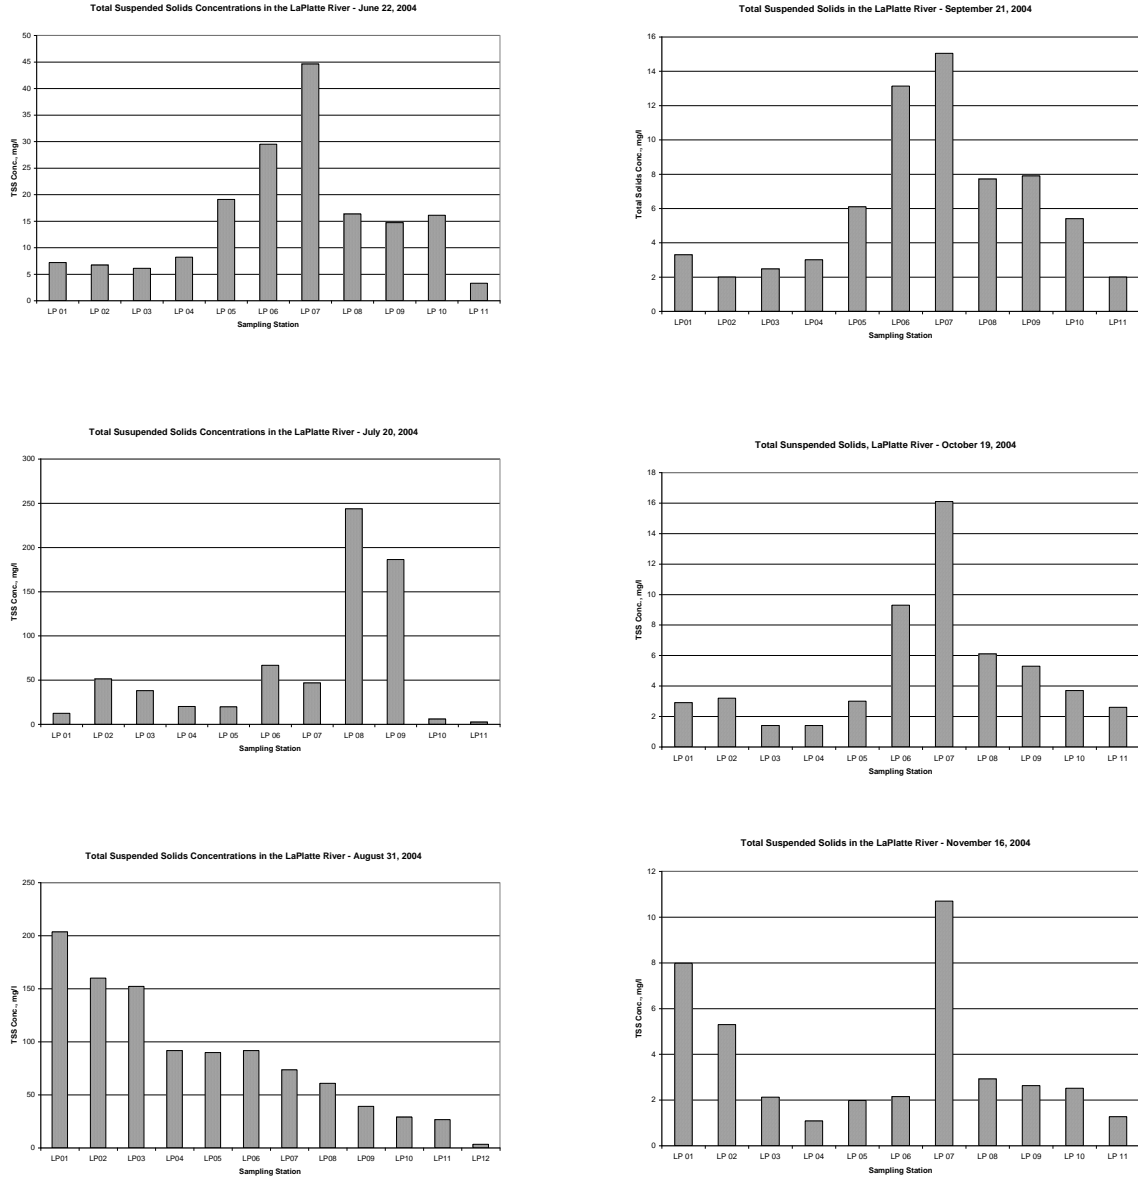 Total Suspended Solids Concentrations in the LaPlatte River - June 22, 2004
50
45
40
35
30
25
20
15
10
5
0
TSS Conc., mg/l
LP 01 LP 02 LP 03 LP 04 LP 05 LP 06 LP 07 LP 08 LP 09 LP 10 LP 11
Sampling Station
Total Suspended Solids in the LaPlatte River - September 21, 2004
16
14
12
10
8
6
4
2
0
Total Solids Conc., mg/l
LP01 LP02 LP03 LP04 LP05 LP06 LP07 LP08 LP09 LP10 LP11
Sampling Station
Total Susupended Solids Concentrations in the LaPlatte River - July 20, 2004
300
250
200
150
100
50
0
TSS Conc., mg/l
LP 01 LP 02 LP 03 LP 04 LP 05 LP 06 LP 07 LP 08 LP 09 LP10 LP11
Sampling Station
Total Sunspended Solids, LaPlatte River - October 19, 2004
18
16
14
12
10
8
6
4
2
0
TSS Conc., mg/l
LP 01 LP 02 LP 03 LP 04 LP 05 LP 06 LP 07 LP 08 LP 09 LP 10 LP 11
Sampling Station
Total Suspended Solids Concentrations in the LaPlatte River - August 31, 2004
250
200
150
100
50
0
TSS Conc., mg/l
LP01 LP02 LP03 LP04 LP05 LP06 LP07 LP08 LP09 LP10 LP11 LP12
Sampling Station
Total Suspended Solids in the LaPlatte River - November 16, 2004
12
10
8
6
4
2
0
TSS Conc., mg/l
LP 01 LP 02 LP 03 LP 04 LP 05 LP 06 LP 07 LP 08 LP 09 LP 10 LP 11
Sampling Station